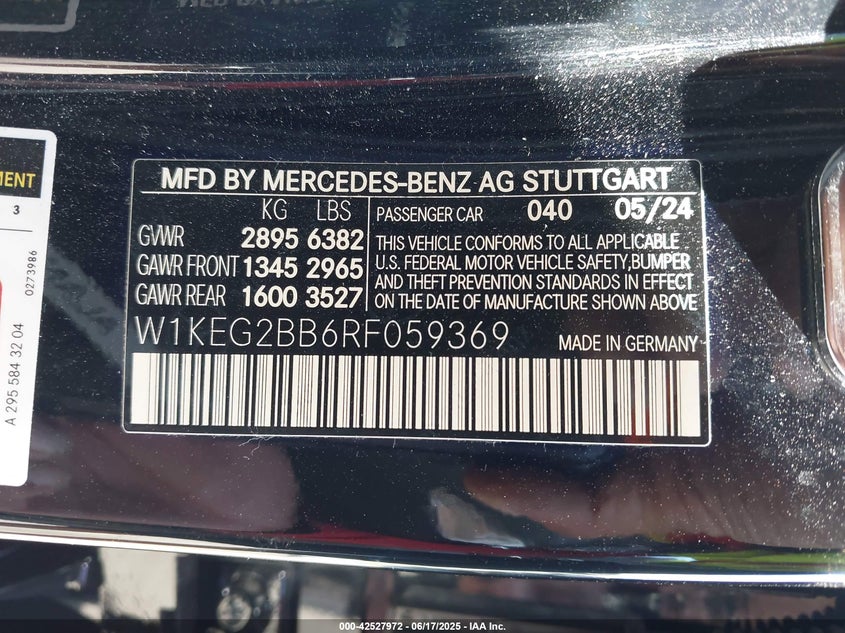 MENT
3
0273986
A 295 584 32 04
MFD BY MERCEDES-BENZ AG STUTTGART
KG LBS
GVWR 2895 6382
GAWR FRONT 1345 2965
GAWR REAR 1600 3527
PASSENGER CAR 040 05/24
THIS VEHICLE CONFORMS TO ALL APPLICABLE
U.S. FEDERAL MOTOR VEHICLE SAFETY,BUMPER
AND THEFT PREVENTION STANDARDS IN EFFECT
ON THE DATE OF MANUFACTURE SHOWN ABOVE
W1KEG2BB6RF059369
MADE IN GERMANY
000-42527972 - 06/17/2025 - IAA Inc.